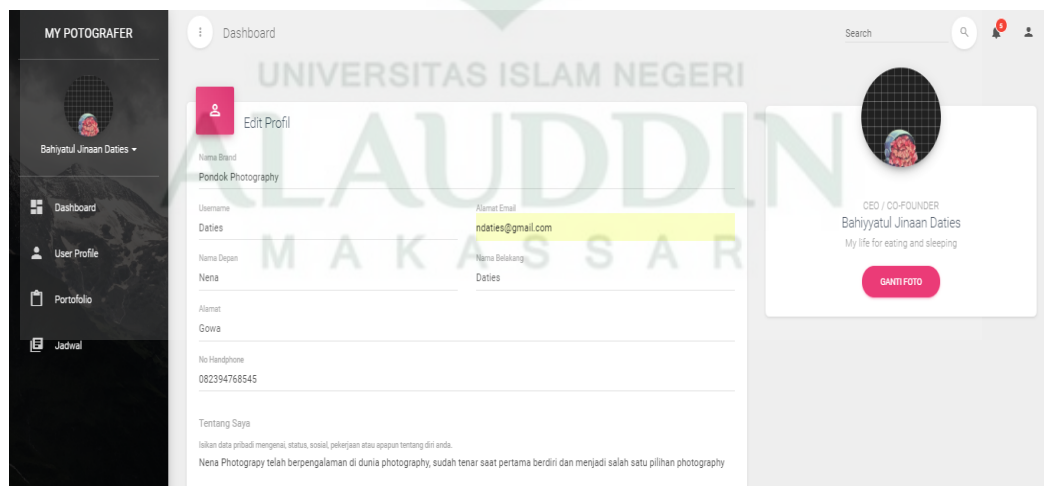 MY POTOGRAFER
Dashboard
Search
5
UNIVERSITAS ISLAM NEGERI
ALAUDDIN
MAKASSAR
Bahiyatul Jinaan Daties
Dashboard
User Profile
Portofolio
Jadwal
Edit Profil
Nama Brand
Pondok Photography
Username
Alamat Email
Daties
ndaties@gmail.com
Nama Depan
Nama Belakang
Nena
Daties
Alamat
Gowa
No Handphone
082394768545
Tentang Saya
Isikan data pribadi mengenai, status, sosial, pekerjaan atau apapun tentang diri anda.
Nena Photograpy telah berpengalaman di dunia photography, sudah tenar saat pertama berdiri dan menjadi salah satu pilihan photography
CEO / CO-FOUNDER
Bahiyyatul Jinaan Daties
My life for eating and sleeping
GANTI FOTO